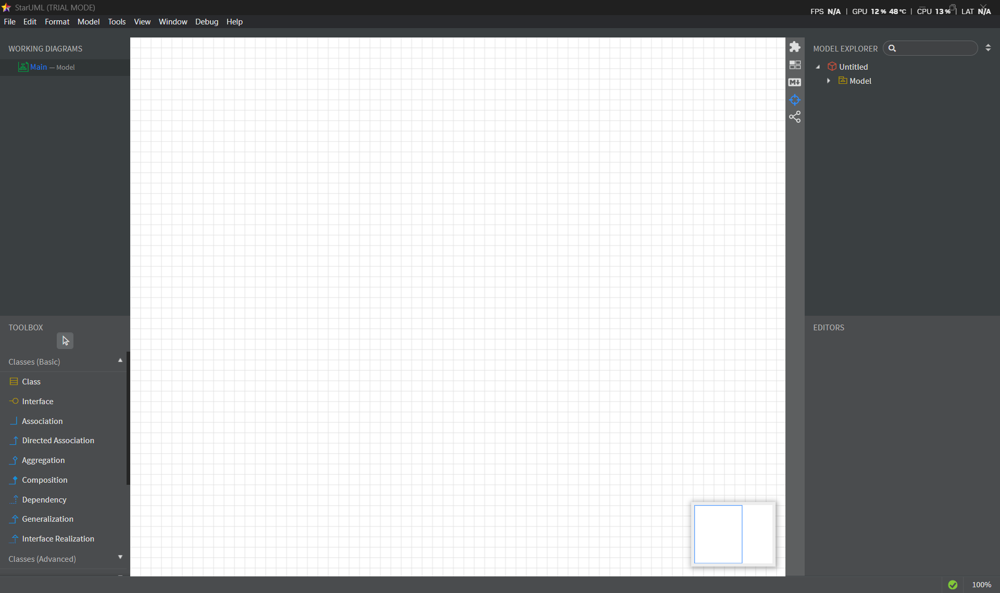 StarUML (TRIAL MODE)
FPS N/A | GPU 12% 48°C | CPU 13% | LAT N/A
File Edit Format Model Tools View Window Debug Help
WORKING DIAGRAMS
Main — Model
MODEL EXPLORER
Untitled
Model
TOOLBOX
Classes (Basic)
Class
Interface
Association
Directed Association
Aggregation
Composition
Dependency
Generalization
Interface Realization
Classes (Advanced)
EDITORS
M
100%